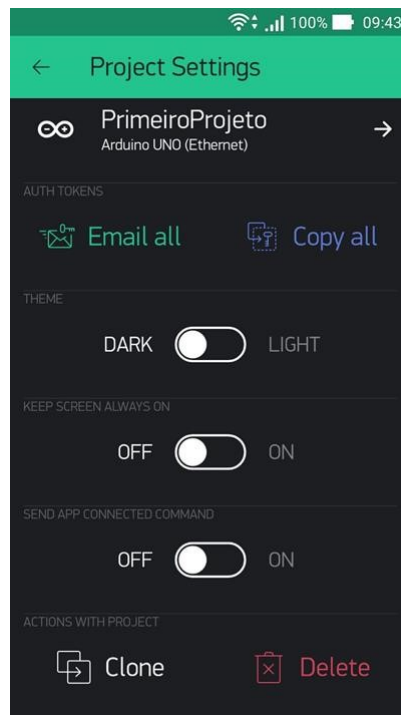 100% 09:43
Project Settings
PrimeiroProjeto
Arduino UNO (Ethernet)
AUTH TOKENS
Email all Copy all
THEME
DARK LIGHT
KEEP SCREEN ALWAYS ON
OFF ON
SEND APP CONNECTED COMMAND
OFF ON
ACTIONS WITH PROJECT
Clone Delete